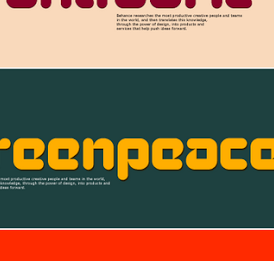 Behance researches the most productive creative people and teams
in the world, and then translates this knowledge,
through the power of design, into products and
services that help push ideas forward.
reenpeace
most productive creative people and teams in the world,
knowledge, through the power of design, into products and
ideas forward.